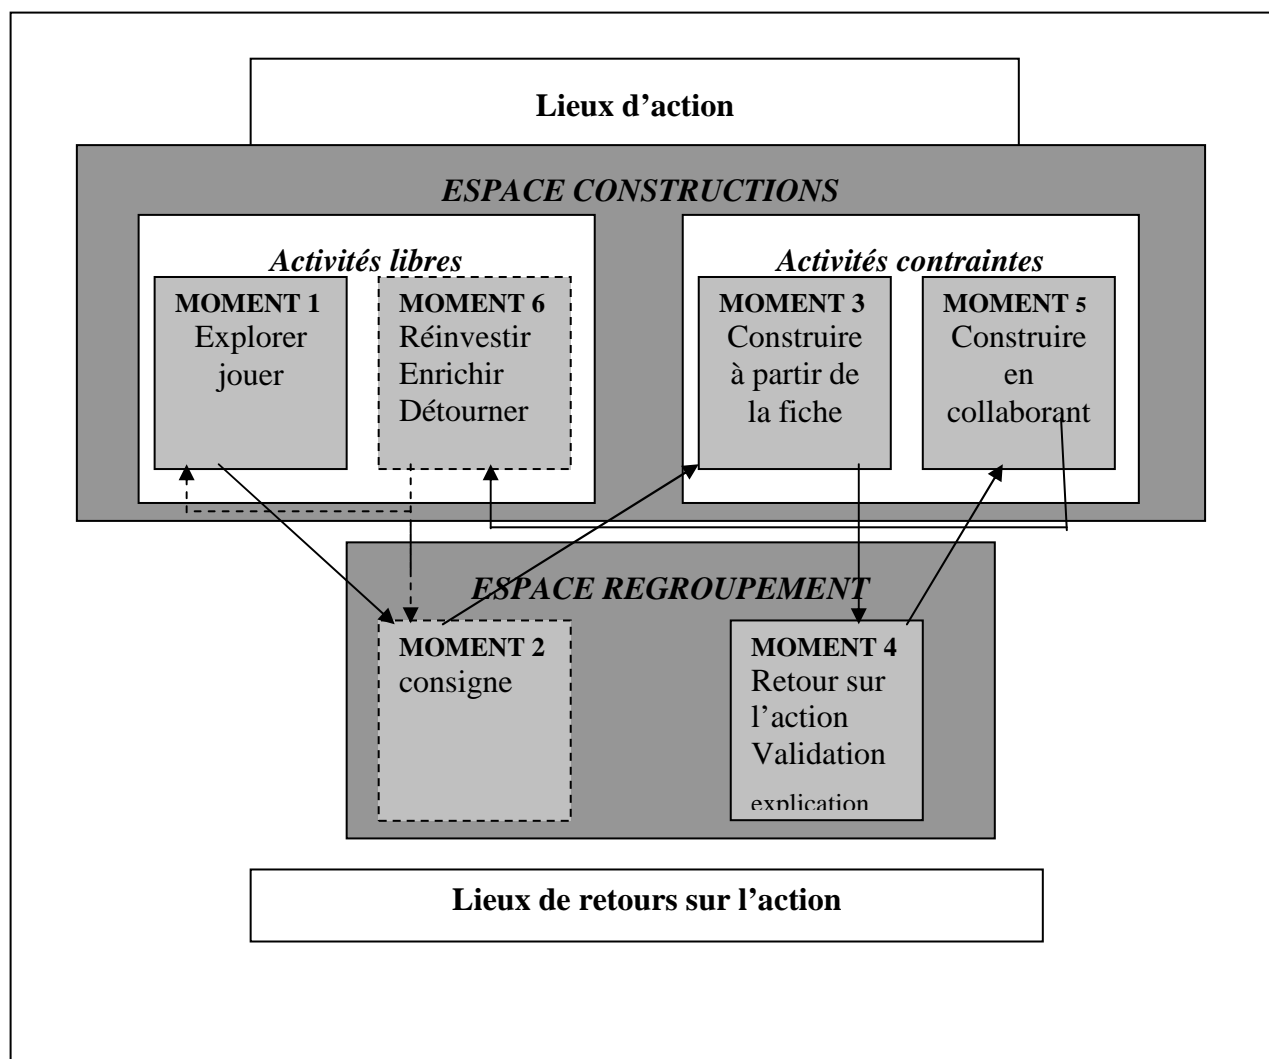 Lieux d’action
ESPACE CONSTRUCTIONS
Activités libres
MOMENT 1
Explorer
jouer
MOMENT 6
Réinvestir
Enrichir
Détourner
Activités contraintes
MOMENT 3
Construire
à partir de
la fiche
MOMENT 5
Construire
en
collaborant
ESPACE REGROUPEMENT
MOMENT 2
consigne
MOMENT 4
Retour sur
l’action
Validation
explication
Lieux de retours sur l’action